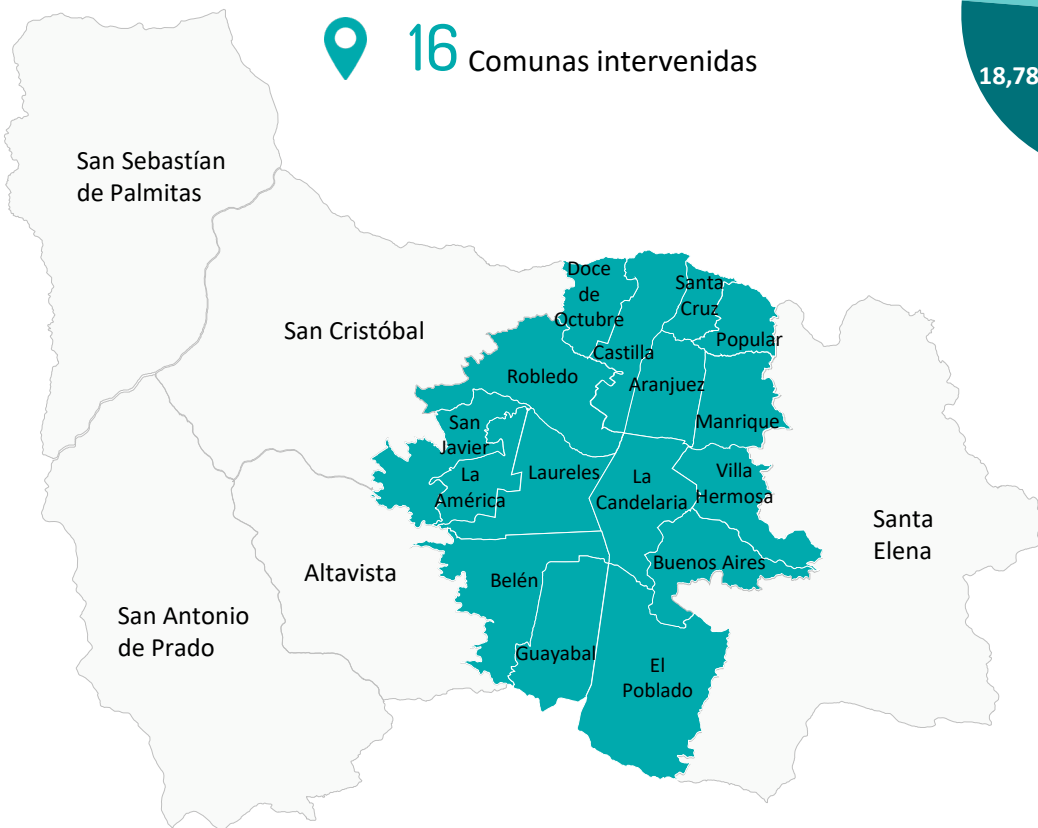 16 Comunas intervenidas
18,78
San Sebastían
de Palmitas
San Cristóbal
Doce
de
Octubre
Santa
Cruz
Popular
Castilla
Robledo
Aranjuez
Manrique
San
Javier
La
América
Laureles
La
Candelaria
Villa
Hermosa
Santa
Elena
Altavista
Belén
Buenos Aires
San Antonio
de Prado
Guayabal
El
Poblado